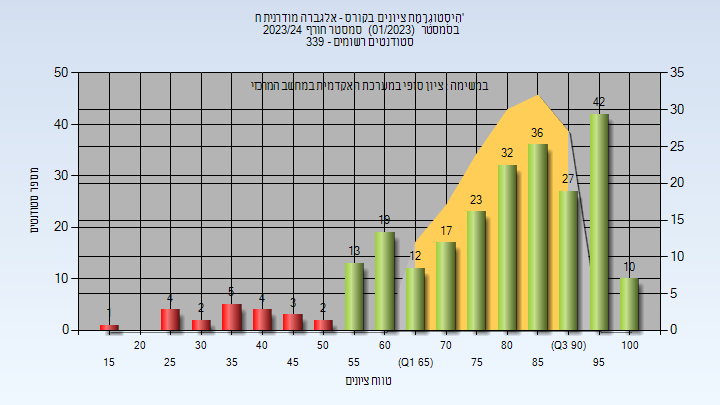 הִיסטוֹגרָמַת ציונים בקורס - אלגברה מודרנית ח'
בסמסטר (01/2023) סמסטר חורף 2023/24
סטודנטים רשומים - 339
במשימה ציון סופי במערכת האקדמית במחשב המרכזי
מספר סטודנטים
50 40 30 20 10 0
35 30 25 20 15 10 5 0
1 4 2 5 4 3 2 13 19 12 17 23 32 36 27 42 10
20 30 40 50 60 70 80 (Q3 90) 100
15 25 35 45 55 (Q1 65) 75 85 95
טווח ציונים